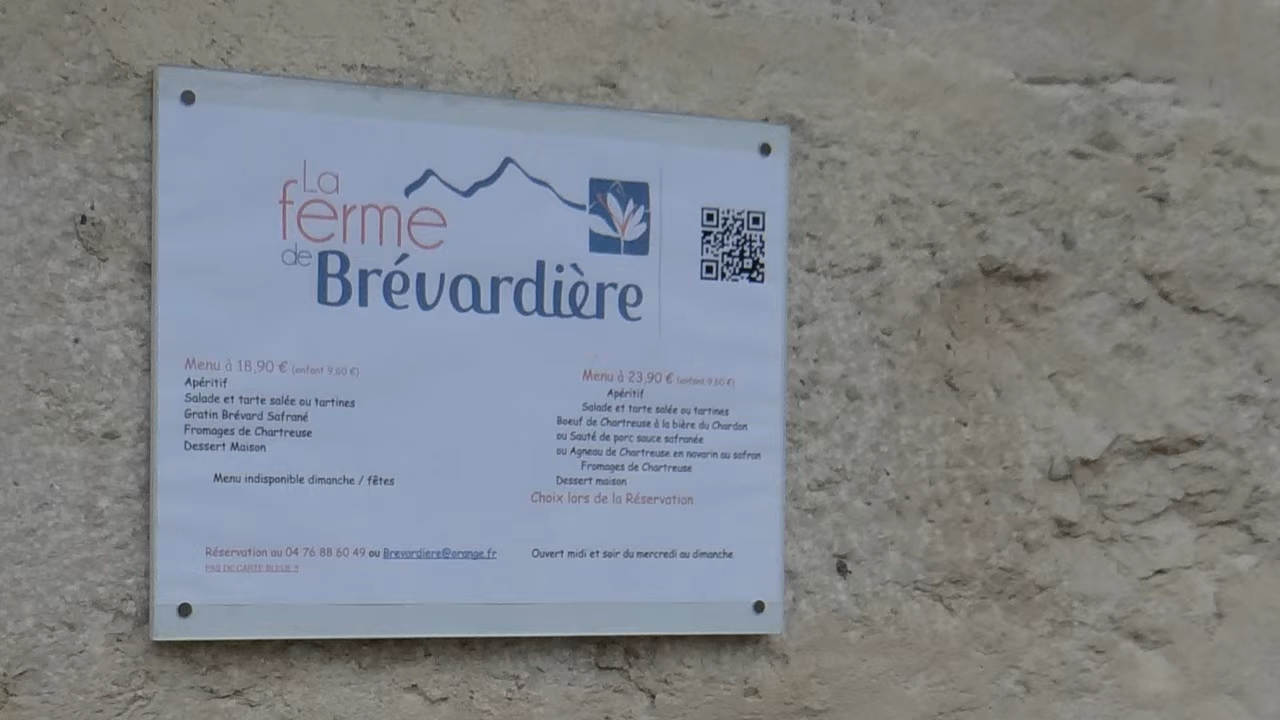 La
ferme
de Brévardière
Menu à 18,90 € (enfant 9,60 €)
Apéritif
Salade et tarte salée ou tartines
Gratin Brévard Safrané
Fromages de Chartreuse
Dessert Maison
Menu indisponible dimanche / fêtes
Menu à 23,90 € (enfant 9,60 €)
Apéritif
Salade et tarte salée ou tartines
Boeuf de Chartreuse à la bière du Chardon
ou Sauté de porc sauce safranée
ou Agneau de Chartreuse en navarin au safran
Fromages de Chartreuse
Dessert maison
Choix lors de la Réservation
Réservation au 04 76 88 60 49 ou Brevardiere@orange.fr
PAS DE CARTE BLEUE !!
Ouvert midi et soir du mercredi au dimanche